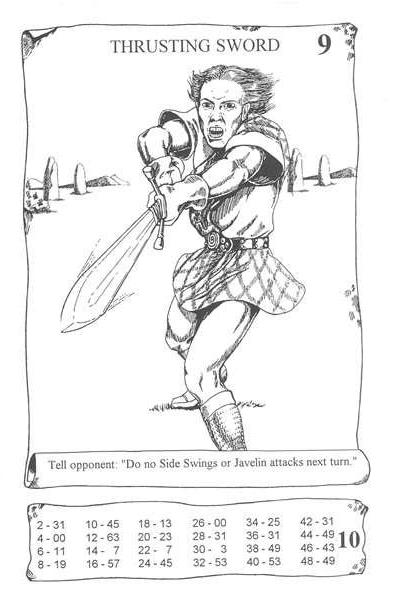 THRUSTING SWORD 9
Tell opponent: "Do no Side Swings or Javelin attacks next turn."
2 - 31 10 - 45 18 - 13 26 - 00 34 - 25 42 - 31
4 - 00 12 - 63 20 - 23 28 - 31 36 - 31 44 - 49
6 - 11 14 - 7 22 - 7 30 - 3 38 - 49 46 - 43
8 - 19 16 - 57 24 - 45 32 - 53 40 - 53 48 - 49
10